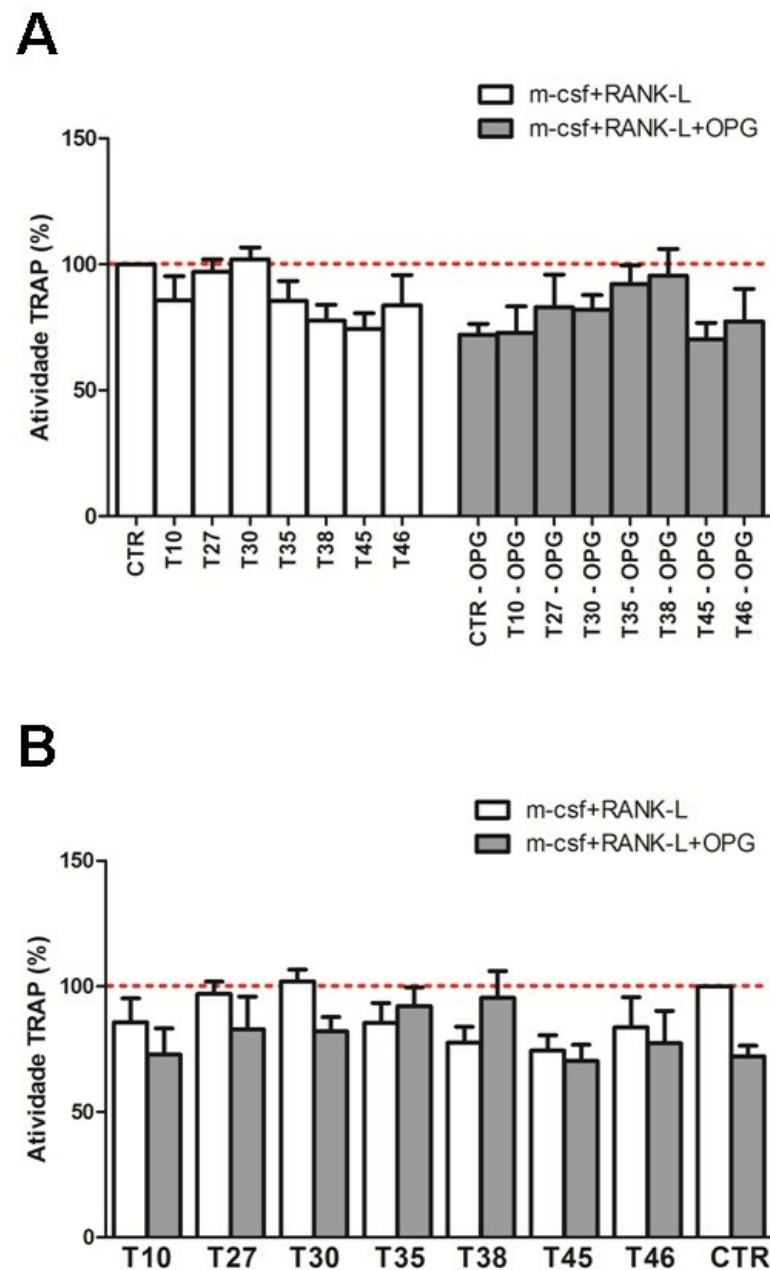 A
m-csf+RANK-L
m-csf+RANK-L+OPG
Atividade TRAP (%)
150
100
50
0
CTR
T10
T27
T30
T35
T38
T45
T46
CTR - OPG
T10 - OPG
T27 - OPG
T30 - OPG
T35 - OPG
T38 - OPG
T45 - OPG
T46 - OPG
B
m-csf+RANK-L
m-csf+RANK-L+OPG
Atividade TRAP (%)
150
100
50
0
T10 T27 T30 T35 T38 T45 T46 CTR